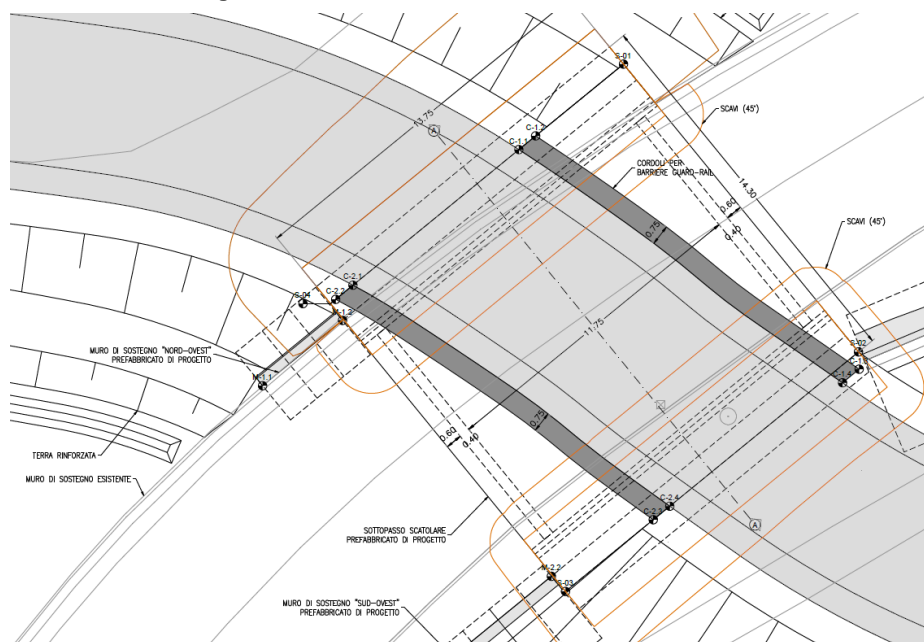 S-01
SCAVI (45°)
13.75
A
C-1.2
C-1.1
CORDOLI PER
BARRIERE GUARD-RAIL
14.30
0.60
0.40
0.75
SCAVI (45°)
C-2.1
C-2.2
S-04
M-1.2
11.75
S-02
C-1.4
MURO DI SOSTEGNO "NORD-OVEST"
PREFABBRICATO DI PROGETTO
M-1.1
0.75
0.60
0.40
TERRA RINFORZATA
MURO DI SOSTEGNO ESISTENTE
C-2.4
C-2.3
A
SOTTOPASSO SCATOLARE
PREFABBRICATO DI PROGETTO
M-2.2
S-03
MURO DI SOSTEGNO "SUD-OVEST"
PREFABBRICATO DI PROGETTO